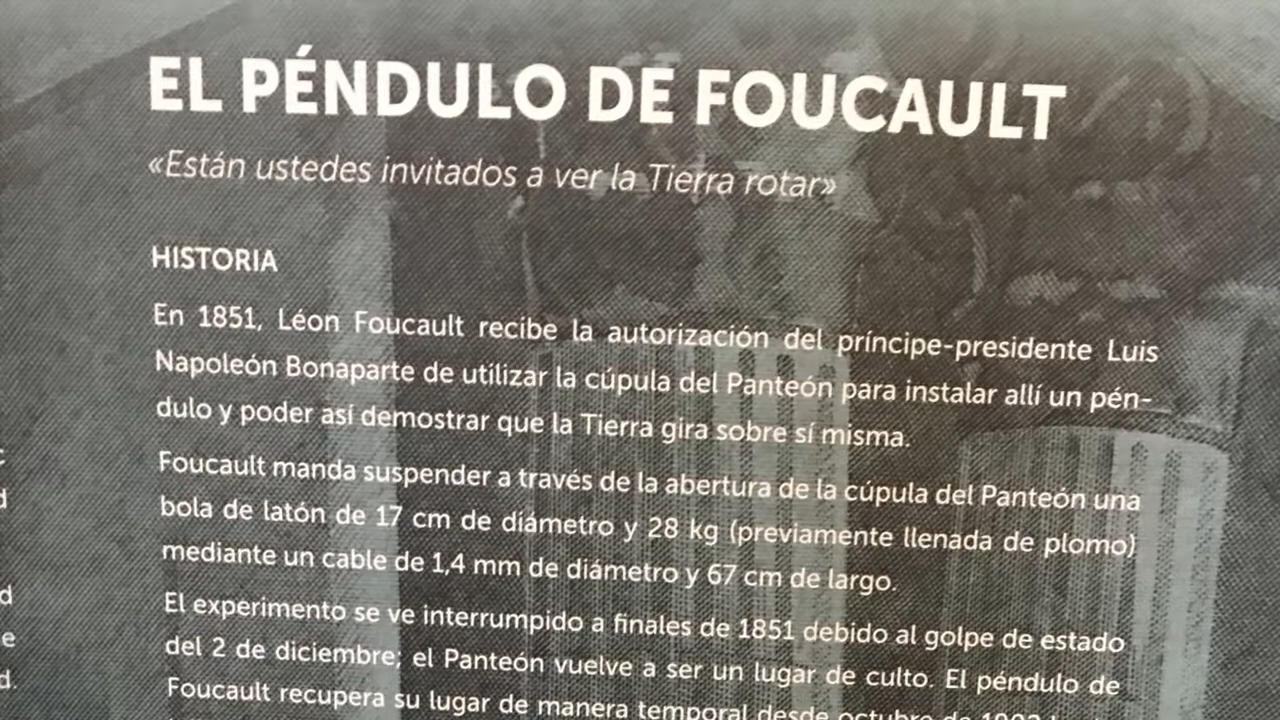 EL PÉNDULO DE FOUCAULT
«Están ustedes invitados a ver la Tierra rotar»
HISTORIA
En 1851, Léon Foucault recibe la autorización del príncipe-presidente Luis
Napoleón Bonaparte de utilizar la cúpula del Panteón para instalar allí un pén-
dulo y poder así demostrar que la Tierra gira sobre sí misma.
Foucault manda suspender a través de la abertura de la cúpula del Panteón una
bola de latón de 17 cm de diámetro y 28 kg (previamente llenada de plomo)
mediante un cable de 1,4 mm de diámetro y 67 cm de largo.
El experimento se ve interrumpido a finales de 1851 debido al golpe de estado
del 2 de diciembre; el Panteón vuelve a ser un lugar de culto. El péndulo de
Foucault recupera su lugar de manera temporal desde octubre de